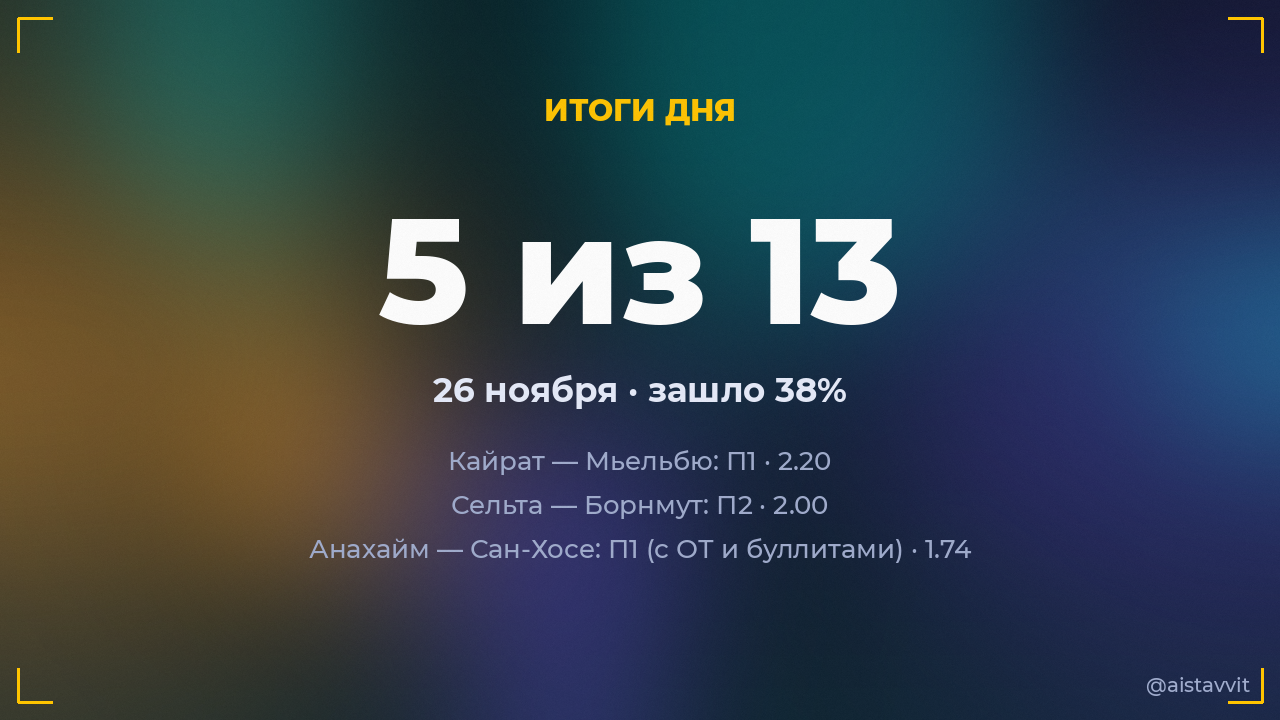 ИТОГИ ДНЯ
5 из 13
26 ноября · зашло 38%
Кайрат — Мьельбю: П1 · 2.20
Сельта — Борнмут: П2 · 2.00
Анахайм — Сан-Хосе: П1 (с ОТ и буллитами) · 1.74
@aistavvit